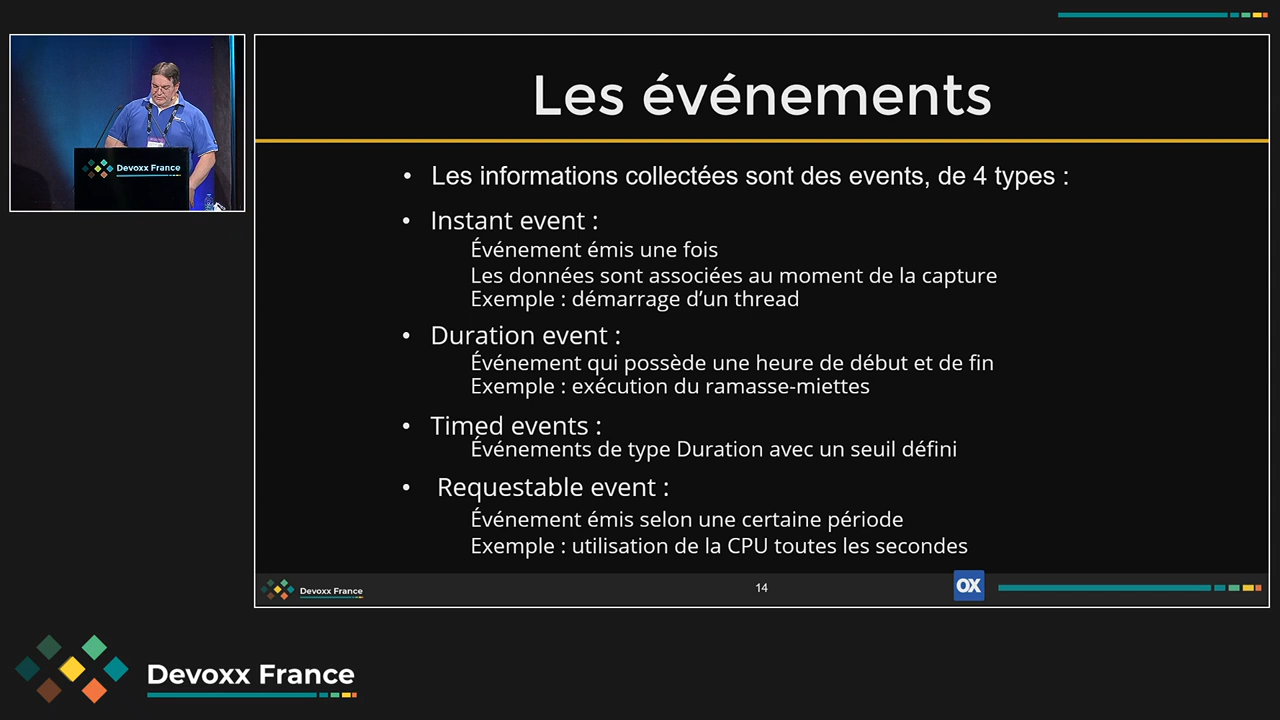 Devoxx France
Les événements
• Les informations collectées sont des events, de 4 types :
• Instant event :
Événement émis une fois
Les données sont associées au moment de la capture
Exemple : démarrage d’un thread
• Duration event :
Événement qui possède une heure de début et de fin
Exemple : exécution du ramasse-miettes
• Timed events :
Événements de type Duration avec un seuil défini
• Requestable event :
Événement émis selon une certaine période
Exemple : utilisation de la CPU toutes les secondes
Devoxx France
14
OX
Devoxx France